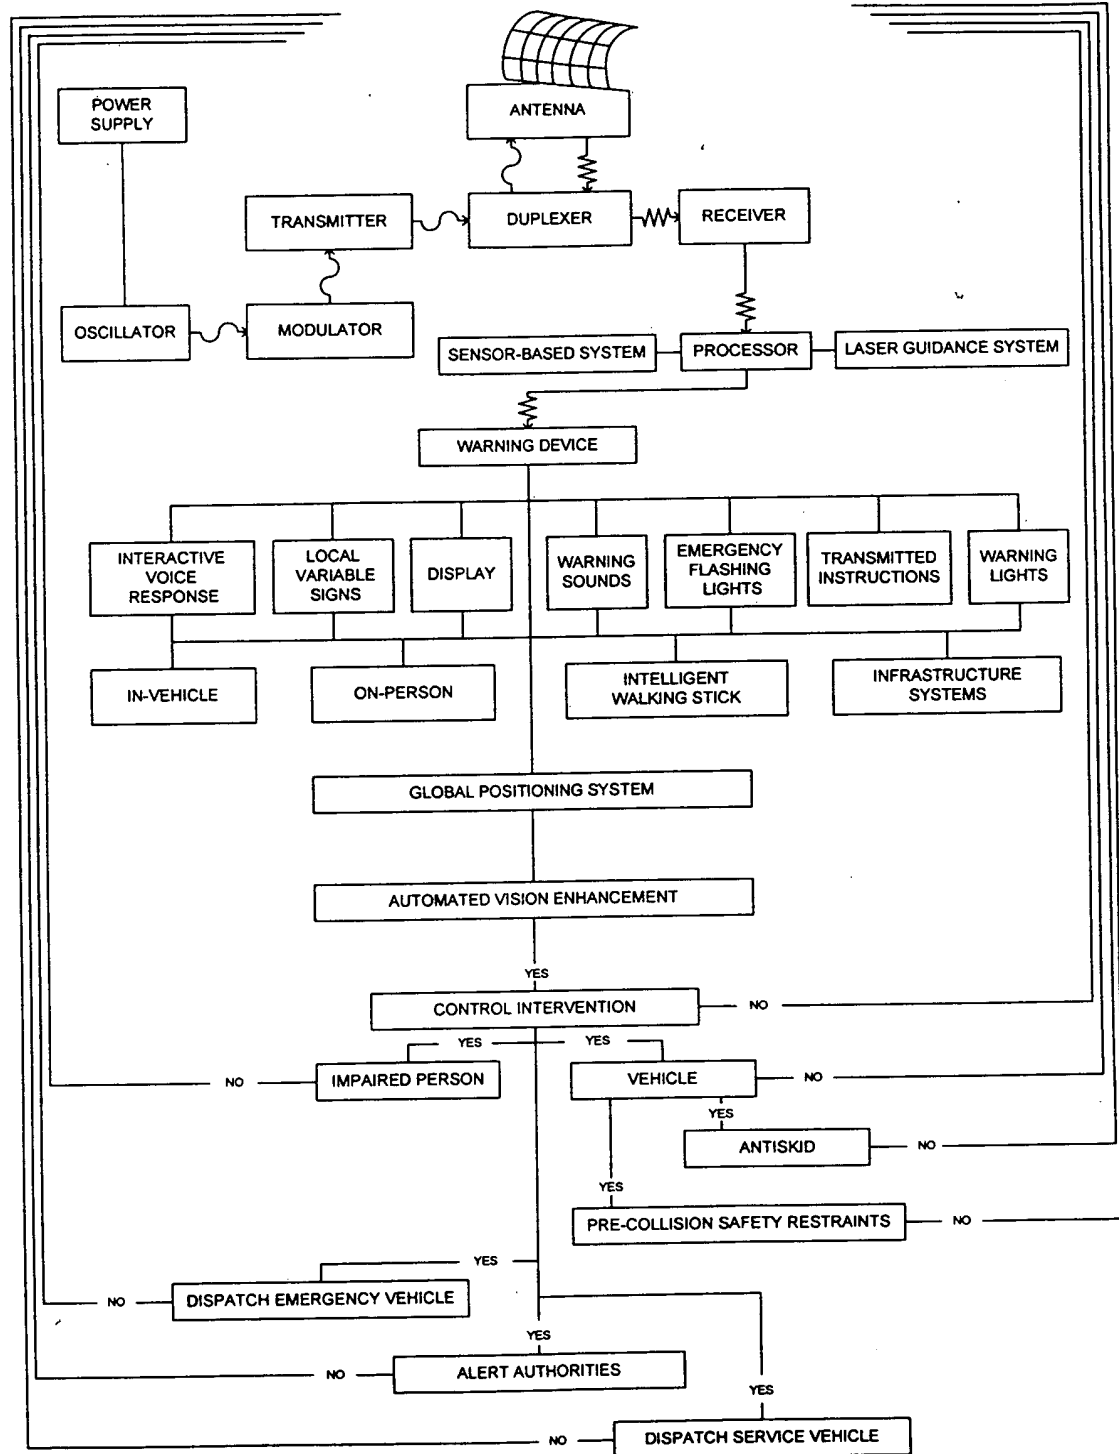 ANTENNA
POWER
SUPPLY
TRANSMITTER
DUPLEXER
RECEIVER
OSCILLATOR
MODULATOR
SENSOR-BASED SYSTEM
PROCESSOR
LASER GUIDANCE SYSTEM
WARNING DEVICE
INTERACTIVE
VOICE
RESPONSE
LOCAL
VARIABLE
SIGNS
DISPLAY
WARNING
SOUNDS
EMERGENCY
FLASHING
LIGHTS
TRANSMITTED
INSTRUCTIONS
WARNING
LIGHTS
IN-VEHICLE
ON-PERSON
INTELLIGENT
WALKING STICK
INFRASTRUCTURE
SYSTEMS
GLOBAL POSITIONING SYSTEM
AUTOMATED VISION ENHANCEMENT
YES
CONTROL INTERVENTION
NO
YES
YES
NO
IMPAIRED PERSON
VEHICLE
NO
YES
ANTISKID
NO
YES
PRE-COLLISION SAFETY RESTRAINTS
NO
YES
NO
DISPATCH EMERGENCY VEHICLE
YES
NO
ALERT AUTHORITIES
YES
NO
DISPATCH SERVICE VEHICLE